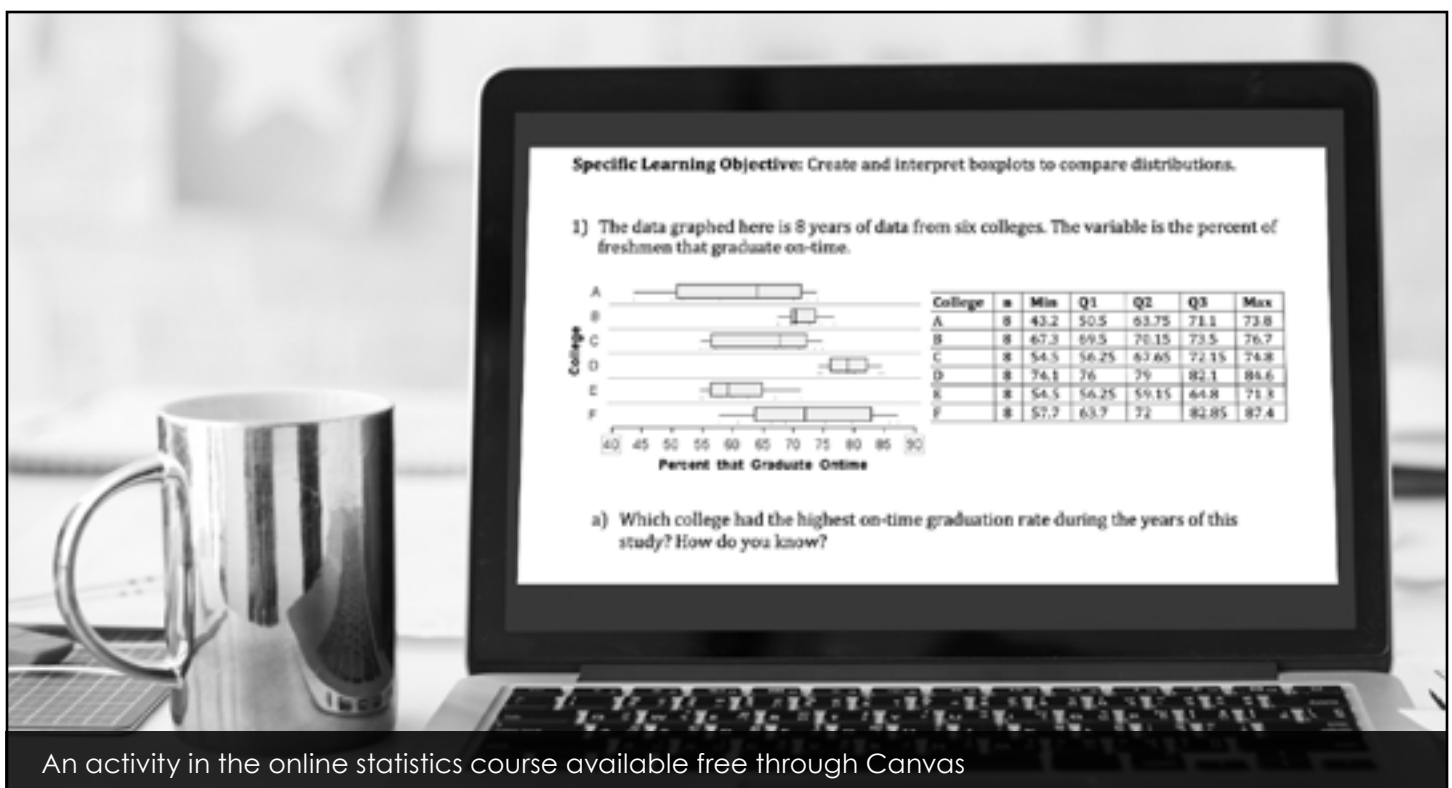 Specific Learning Objective: Create and interpret boxplots to compare distributions.
1) The data graphed here is 8 years of data from six colleges. The variable is the percent of
freshmen that graduate on-time.
College
A
B
C
D
E
F
40 45 50 55 60 65 70 75 80 85 90
Percent that Graduate Ontime
College n Min Q1 Q2 Q3 Max
A 8 43.2 50.5 63.75 71.1 73.8
B 8 67.3 69.5 70.15 73.5 76.7
C 8 54.5 56.25 67.65 72.15 74.8
D 8 74.1 76 79 82.1 84.6
E 8 54.5 56.25 59.15 64.8 71.3
F 8 57.7 63.7 72 82.85 87.4
a) Which college had the highest on-time graduation rate during the years of this
study? How do you know?
An activity in the online statistics course available free through Canvas